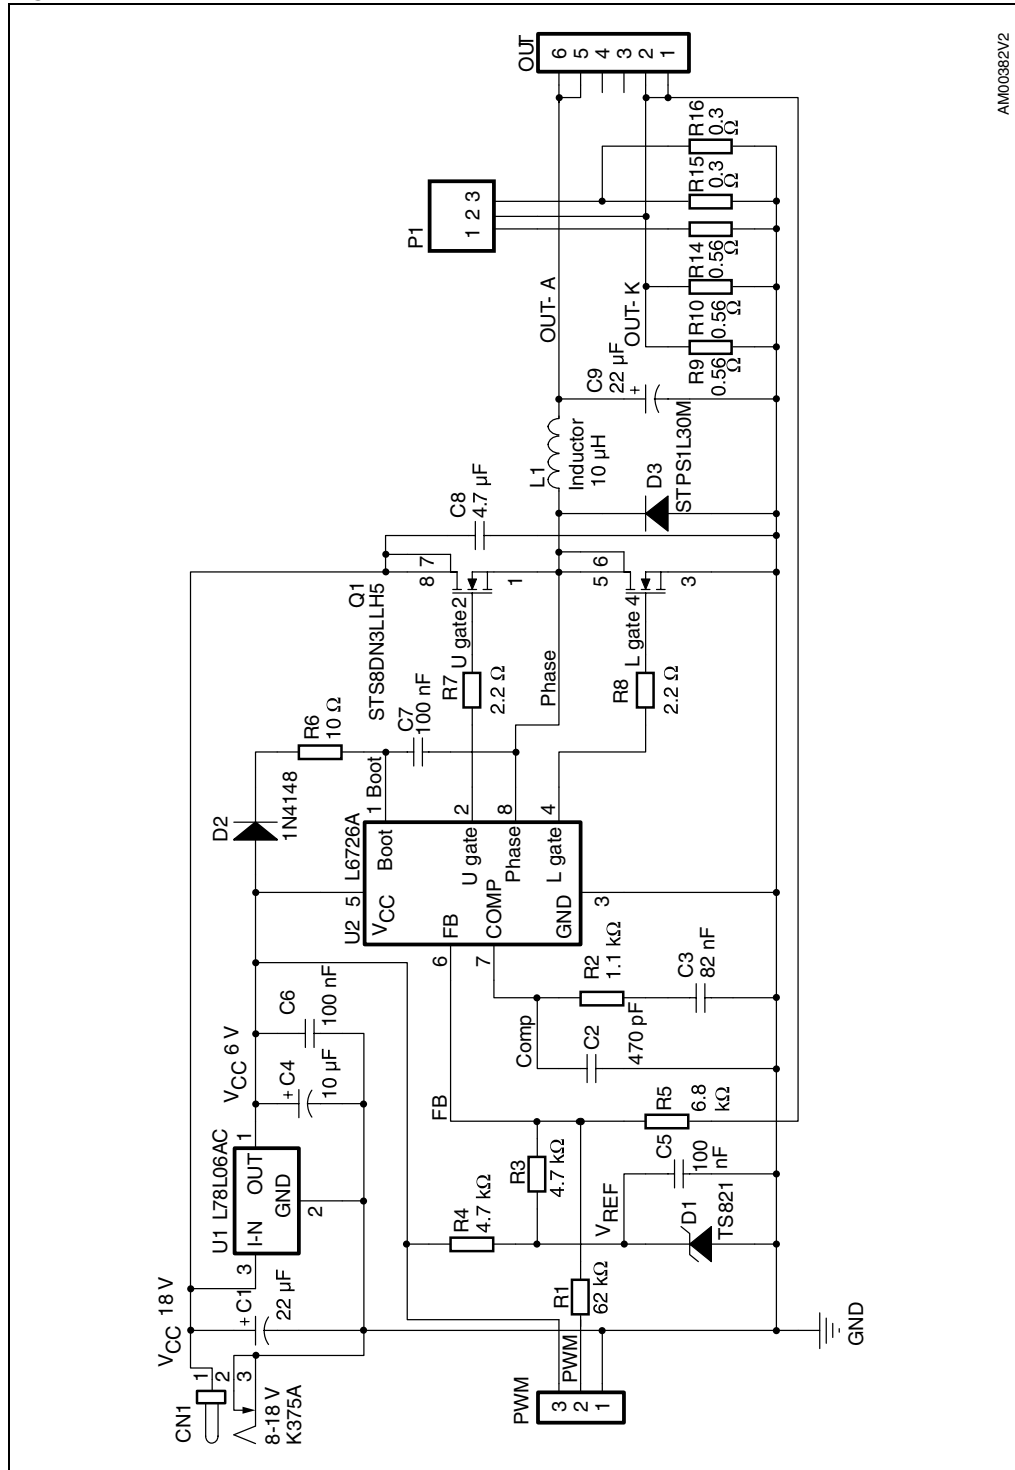 AM00382V2
OUT
6
5
4
3
2
1
R16
0.3
Ω
R15
0.3
Ω
R14
0.56
Ω
R10
0.56
Ω
R9
0.56
Ω
P1
1 2 3
OUT- A
OUT- K
C9
22 µF
+
L1
Inductor
10 µH
D3
STPS1L30M
C8
4.7 µF
Q1
STS8DN3LLH5
8
7
1
U gate
2
5
6
L gate
4
3
R7
2.2 Ω
R8
2.2 Ω
Phase
R6
10 Ω
C7
100 nF
D2
1N4148
1
Boot
2
8
4
U2
L6726A
5
VCC
Boot
U gate
Phase
L gate
FB
COMP
GND
6
7
3
R2
1.1 kΩ
C3
82 nF
Comp
C2
470 pF
VCC 6 V
C6
100 nF
+
C4
10 µF
FB
R5
6.8
kΩ
R3
4.7 kΩ
R4
4.7 kΩ
C5
100
nF
VREF
D1
TS821
U1 L78L06AC
I-N
OUT
GND
3
1
2
VCC
18 V
+
C1
22 µF
R1
62 kΩ
GND
CN1
1
2
3
8-18 V
K375A
PWM
3
2
1
PWM